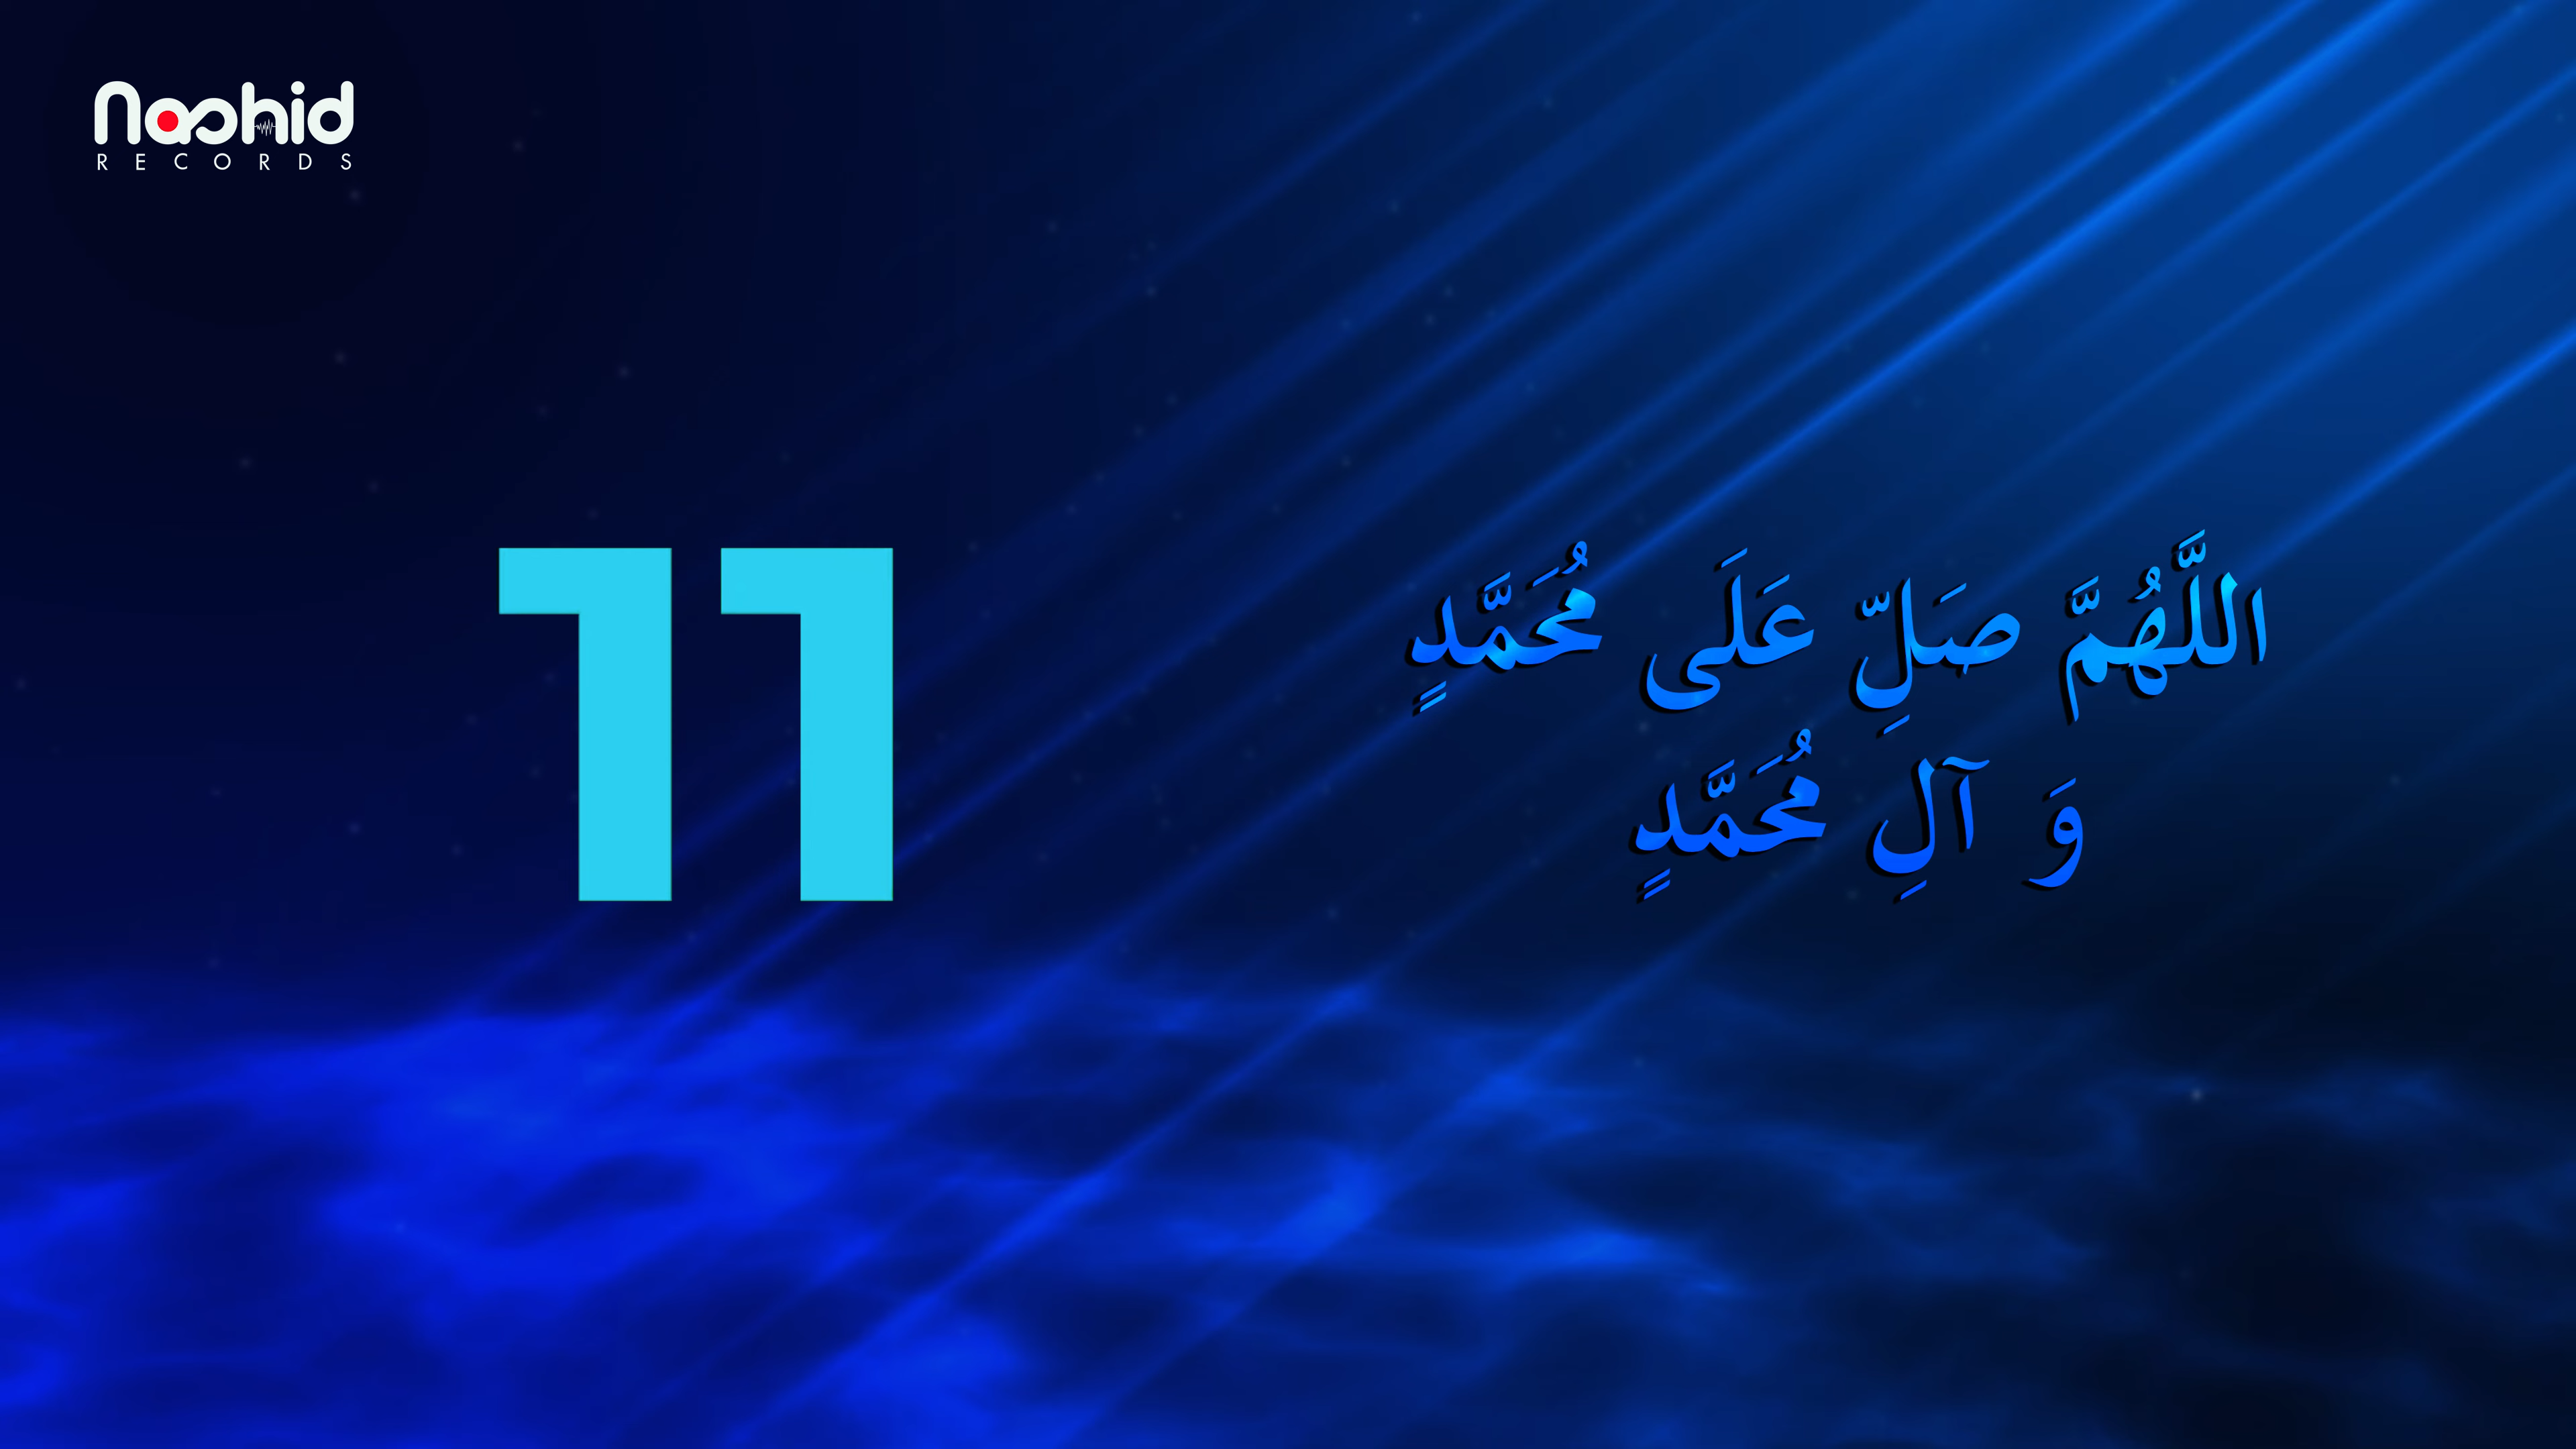 Nashid
RECORDS
11
اللَّهُمَّ صَلِّ عَلَى مُحَمَّدٍ
وَ آلِ مُحَمَّدٍ